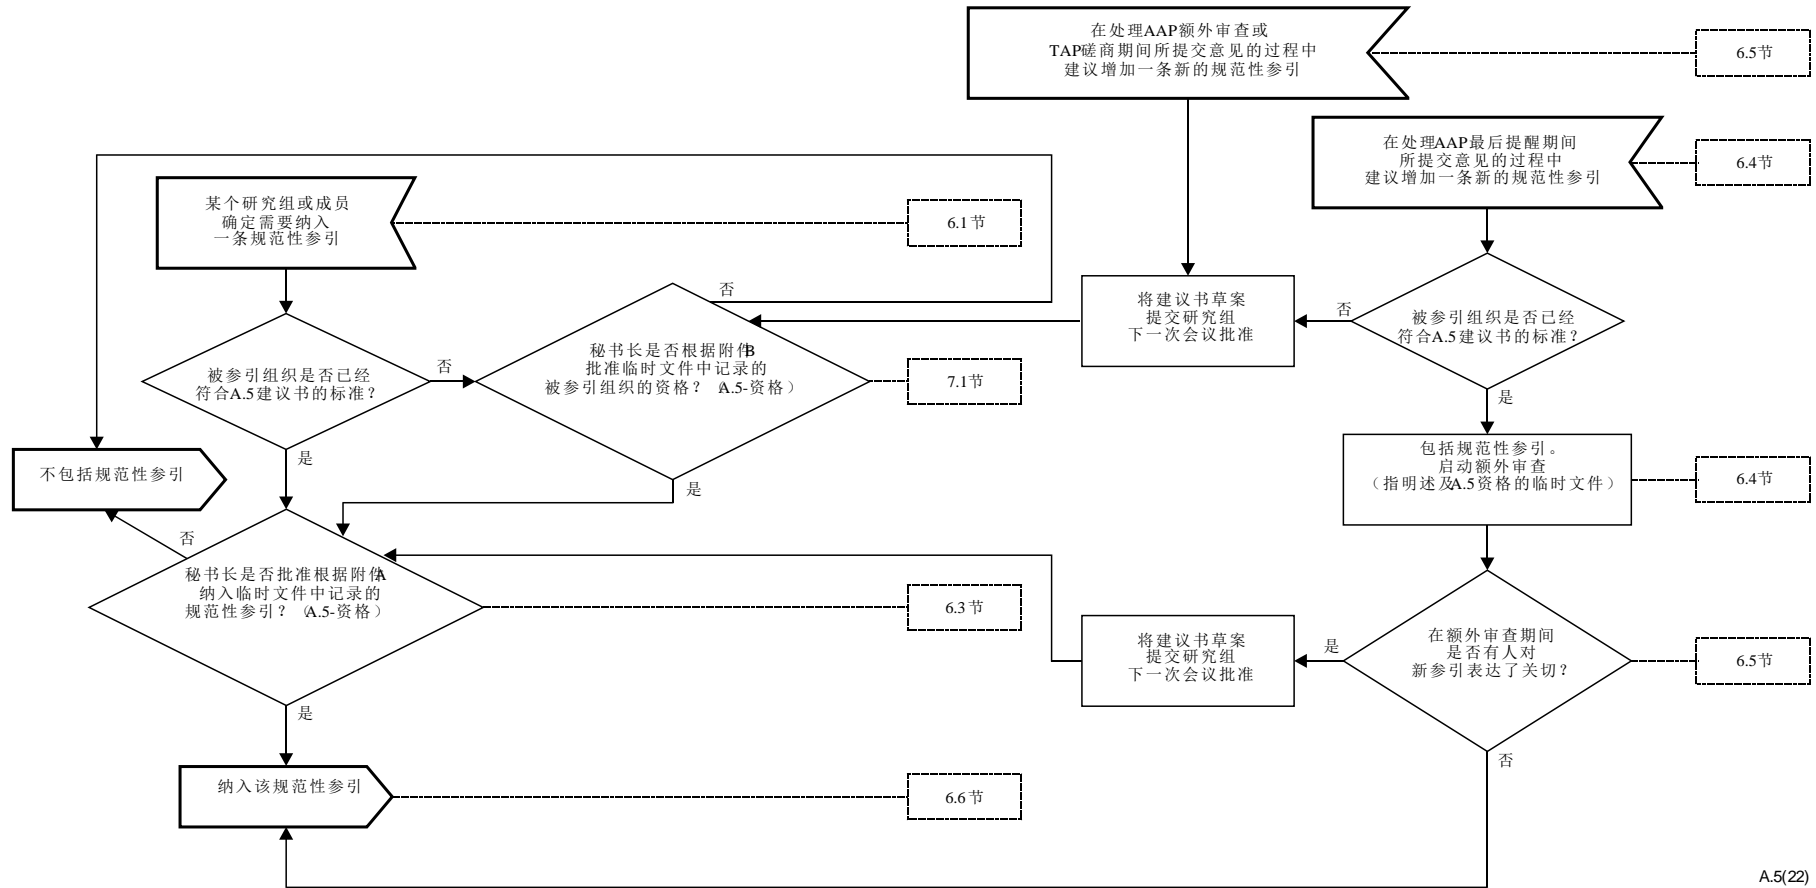 在处理AAP额外审查或
TAP磋商期间所提交意见的过程中
建议增加一条新的规范性参引
6.5节
在处理AAP最后提醒期间
所提交意见的过程中
建议增加一条新的规范性参引
6.4节
某个研究组或成员
确定需要纳入
一条规范性参引
6.1节
否
将建议书草案
提交研究组
下一次会议批准
否
被参引组织是否已经
符合A.5建议书的标准？
秘书长是否根据附件B
批准临时文件中记录的
被参引组织的资格？（A.5-资格）
7.1节
否
被参引组织是否已经
符合A.5建议书的标准？
是
是
不包括规范性参引
是
包括规范性参引。
启动额外审查
（指明述及A.5资格的临时文件）
6.4节
否
秘书长是否批准根据附件A
纳入临时文件中记录的
规范性参引？（A.5-资格）
6.3节
将建议书草案
提交研究组
下一次会议批准
是
在额外审查期间
是否有人对
新参引表达了关切？
6.5节
是
否
纳入该规范性参引
6.6节
A.5(22)